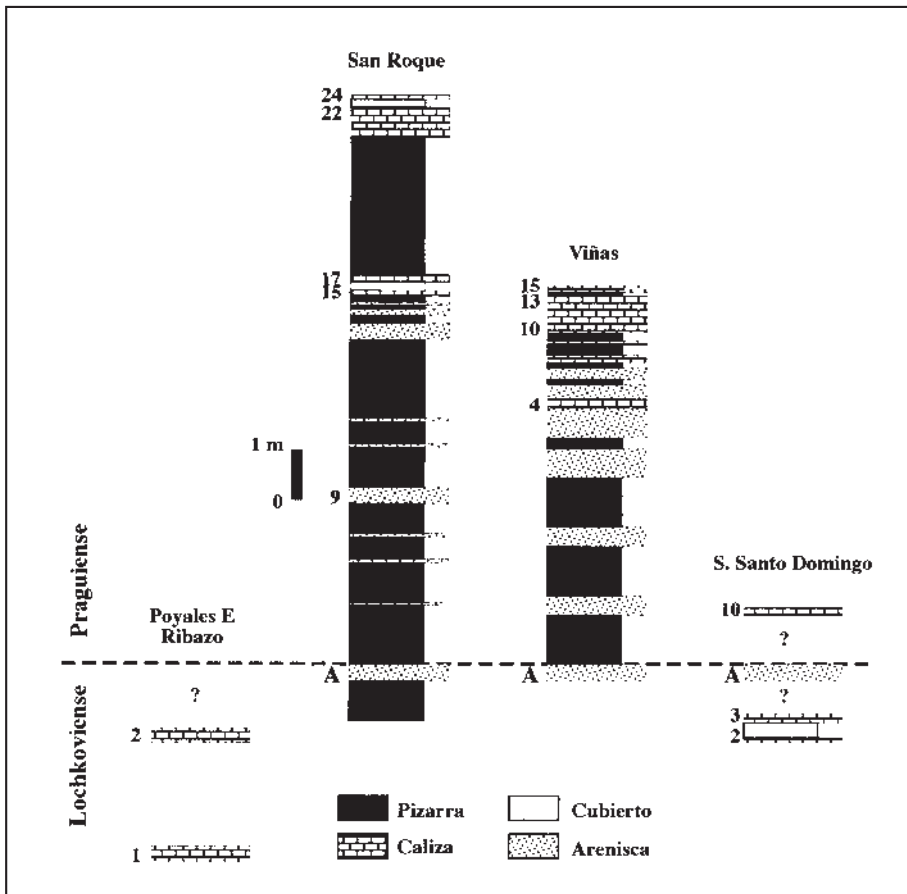 San Roque
24
22
17
15
1 m
0
9
A
Viñas
15
13
10
4
A
S. Santo Domingo
10
?
A
?
3
2
Poyales E
Ribazo
?
2
1
Praguiense
Lochkoviense
Pizarra
Cubierto
Caliza
Arenisca